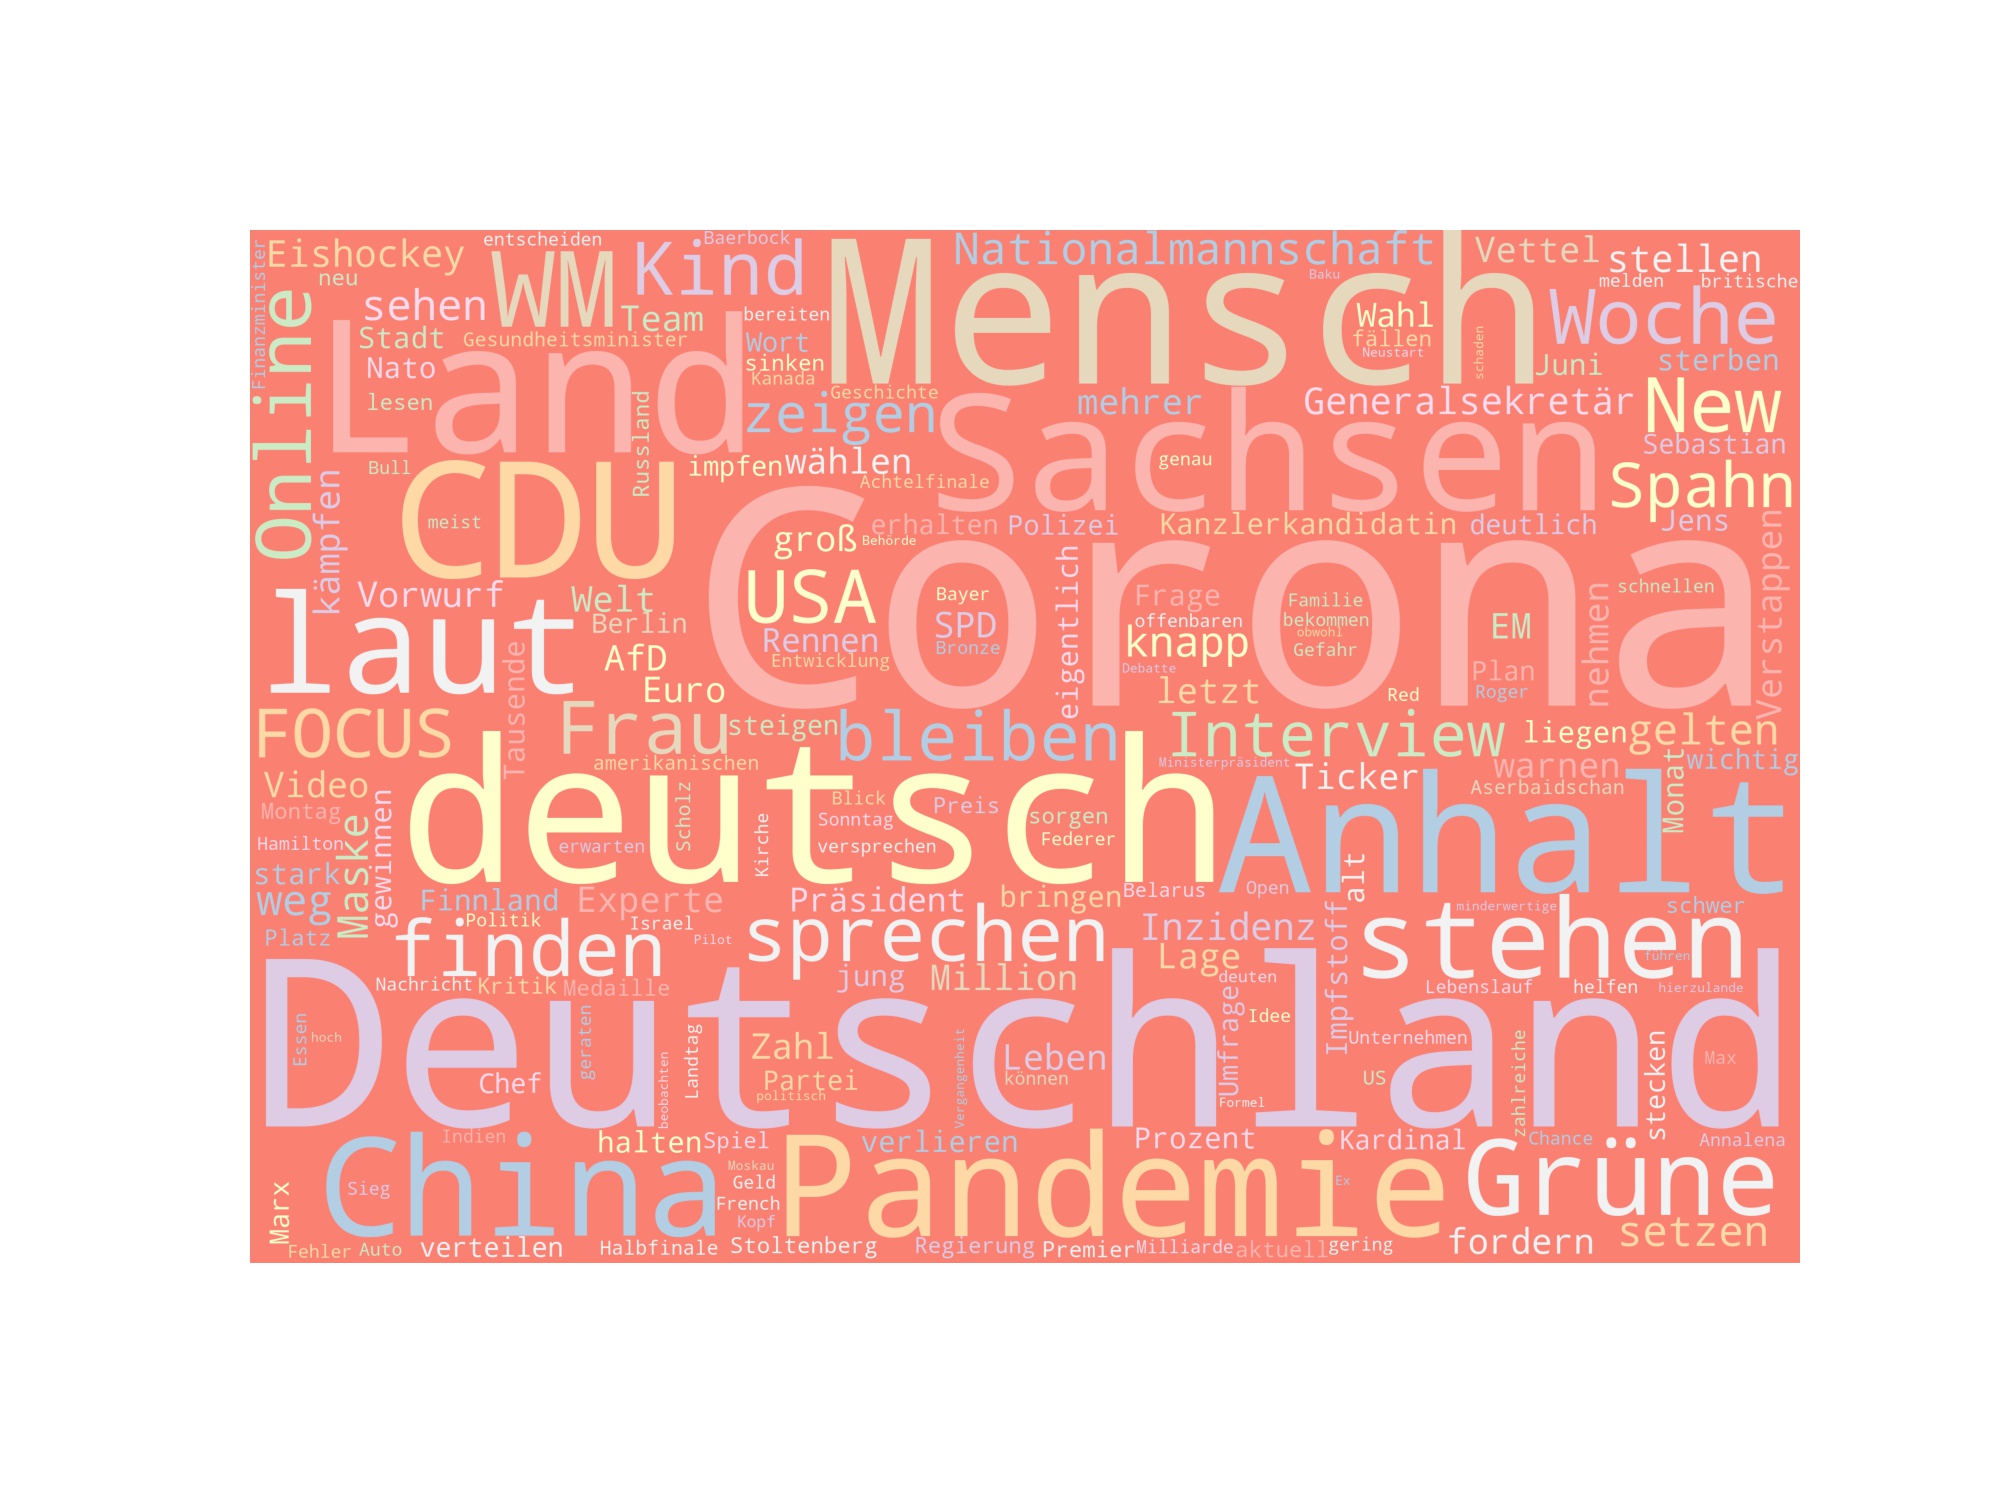 Finanzminister
Eishockey
neu
entscheiden
WM
Kind
Baerbock
Mensch
Nationalmannschaft
Baku
Vettel
stellen
melden
britische
Online
sehen
Team
bereiten
Wahl
fällen
Neustart
schaden
Woche
Stadt
Gesundheitsminister
Wort
Land
Nato
sinken
Kanada
Geschichte
Juni
sterben
lesen
Russland
zeigen
Sachsen
mehrer
Generalsekretär
New
Sebastian
Bull
CDU
impfen
wählen
Achtelfinale
genau
Spahn
kämpfen
meist
groß
Behörde
erhalten
Polizei
Kanzlerkandidatin
deutlich
Jens
Corona
Verstappen
laut
Vorwurf
Welt
Berlin
USA
Bayer
SPD
Bronze
eigentlich
Frage
offenbaren
knapp
Debatte
Familie
bekommen
obwohl
Gefahr
EM
Plan
Roger
nehmen
schnellen
Tausende
AfD
Euro
Rennen
Entwicklung
letzt
Red
FOCUS
Frau
steigen
bleiben
Interview
liegen
gelten
amerikanischen
Ministerpräsident
Ticker
warnen
Monat
wichtig
Video
Montag
deutsch
Scholz
Kirche
Blick
Sonntag
Preis
versprechen
sorgen
Federer
Anhalt
Aserbaidschan
Hamilton
Maske
gewinnen
erwarten
stark
weg
Finnland
Experte
Präsident
bringen
Belarus
Open
alt
minderwertige
schwer
Platz
Politik
finden
Israel
Pilot
sprechen
Inzidenz
Impfstoff
stehen
führen
Nachricht
Kritik
Medaille
jung
Million
Lage
deuten
Lebenslauf
helfen
hierzulande
Deutschland
Essen
hoch
geraten
Landtag
Zahl
Leben
Umfrage
Idee
Unternehmen
Max
Chef
beobachten
Partei
politisch
Vergangenheit
können
Formel
US
zahlreiche
stecken
Indien
halten
Spiel
verlieren
Prozent
Kardinal
Chance
Annalena
China
Sieg
Moskau
Geld
French
Kopf
Pandemie
Ex
Grüne
Marx
Fehler
Auto
verteilen
Halbfinale
Stoltenberg
Regierung
Premier
Milliarde
aktuell
gering
fordern
setzen